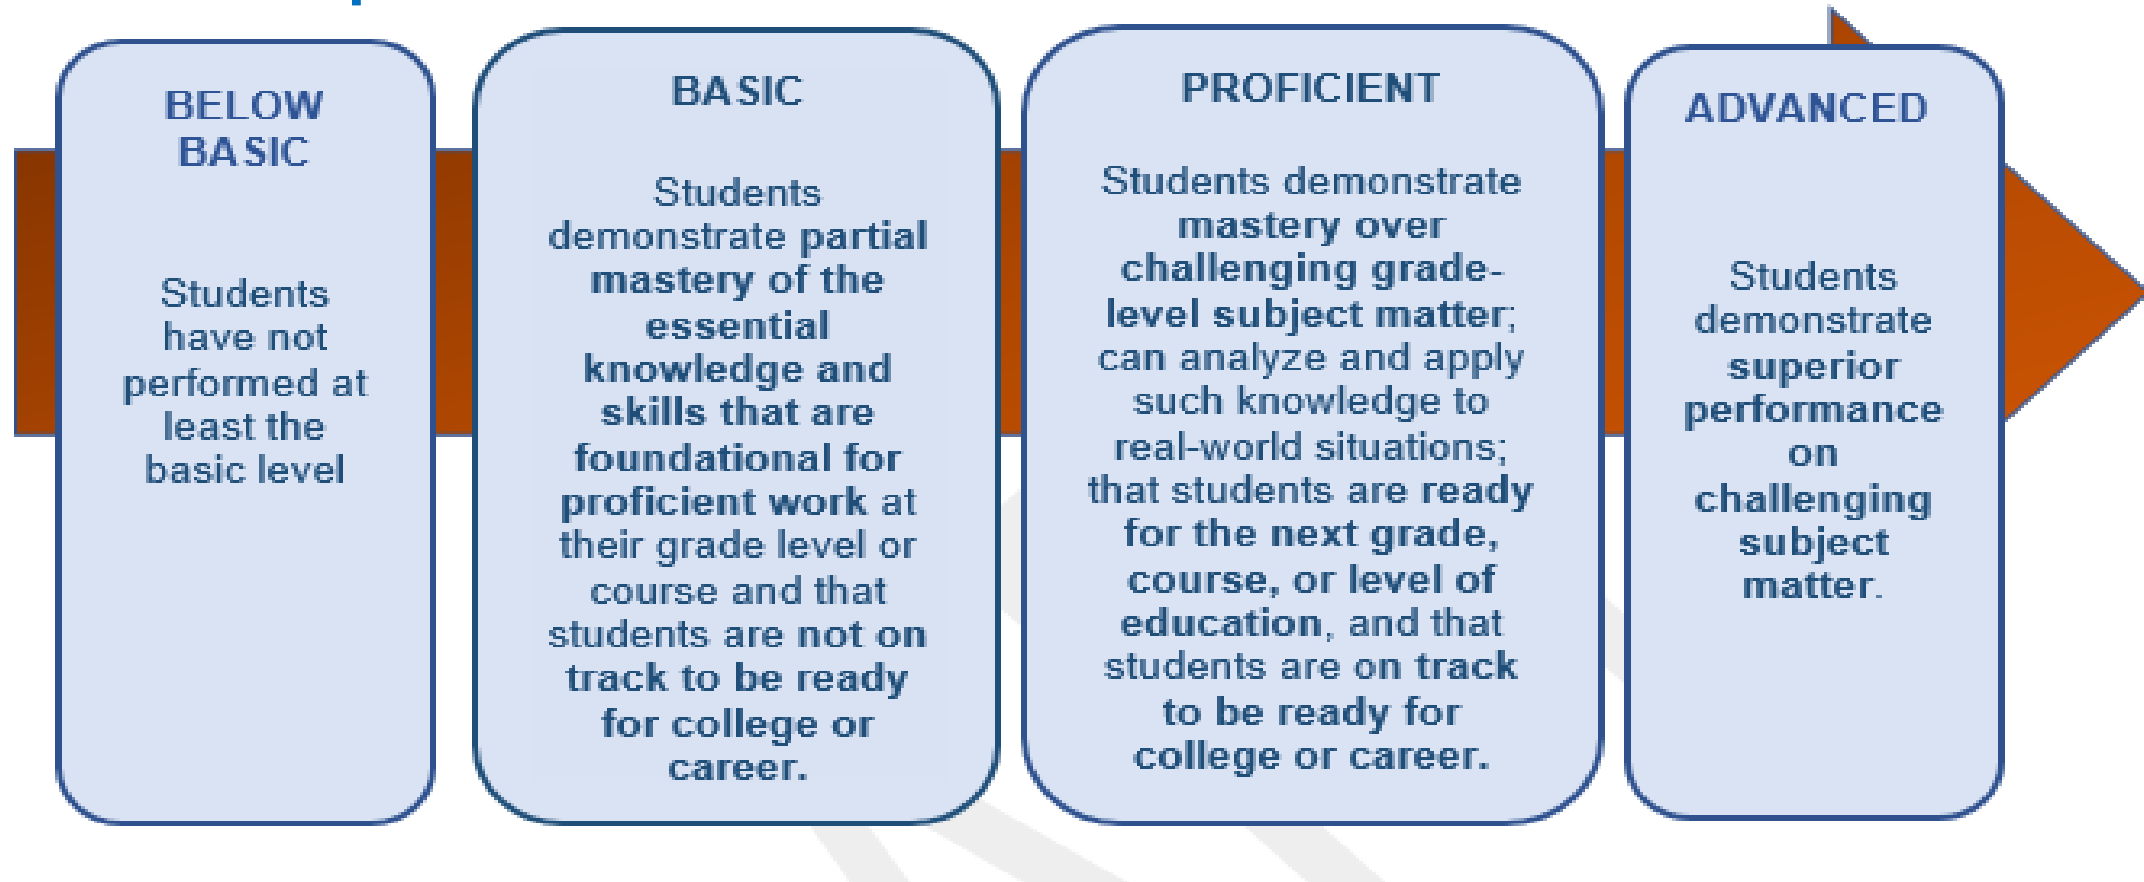 BELOW
BASIC
Students
have not
performed at
least the
basic level
BASIC
Students
demonstrate partial
mastery of the
essential
knowledge and
skills that are
foundational for
proficient work at
their grade level or
course and that
students are not on
track to be ready
for college or
career.
PROFICIENT
Students demonstrate
mastery over
challenging grade-
level subject matter;
can analyze and apply
such knowledge to
real-world situations;
that students are ready
for the next grade,
course, or level of
education, and that
students are on track
to be ready for
college or career.
ADVANCED
Students
demonstrate
superior
performance
on
challenging
subject
matter.